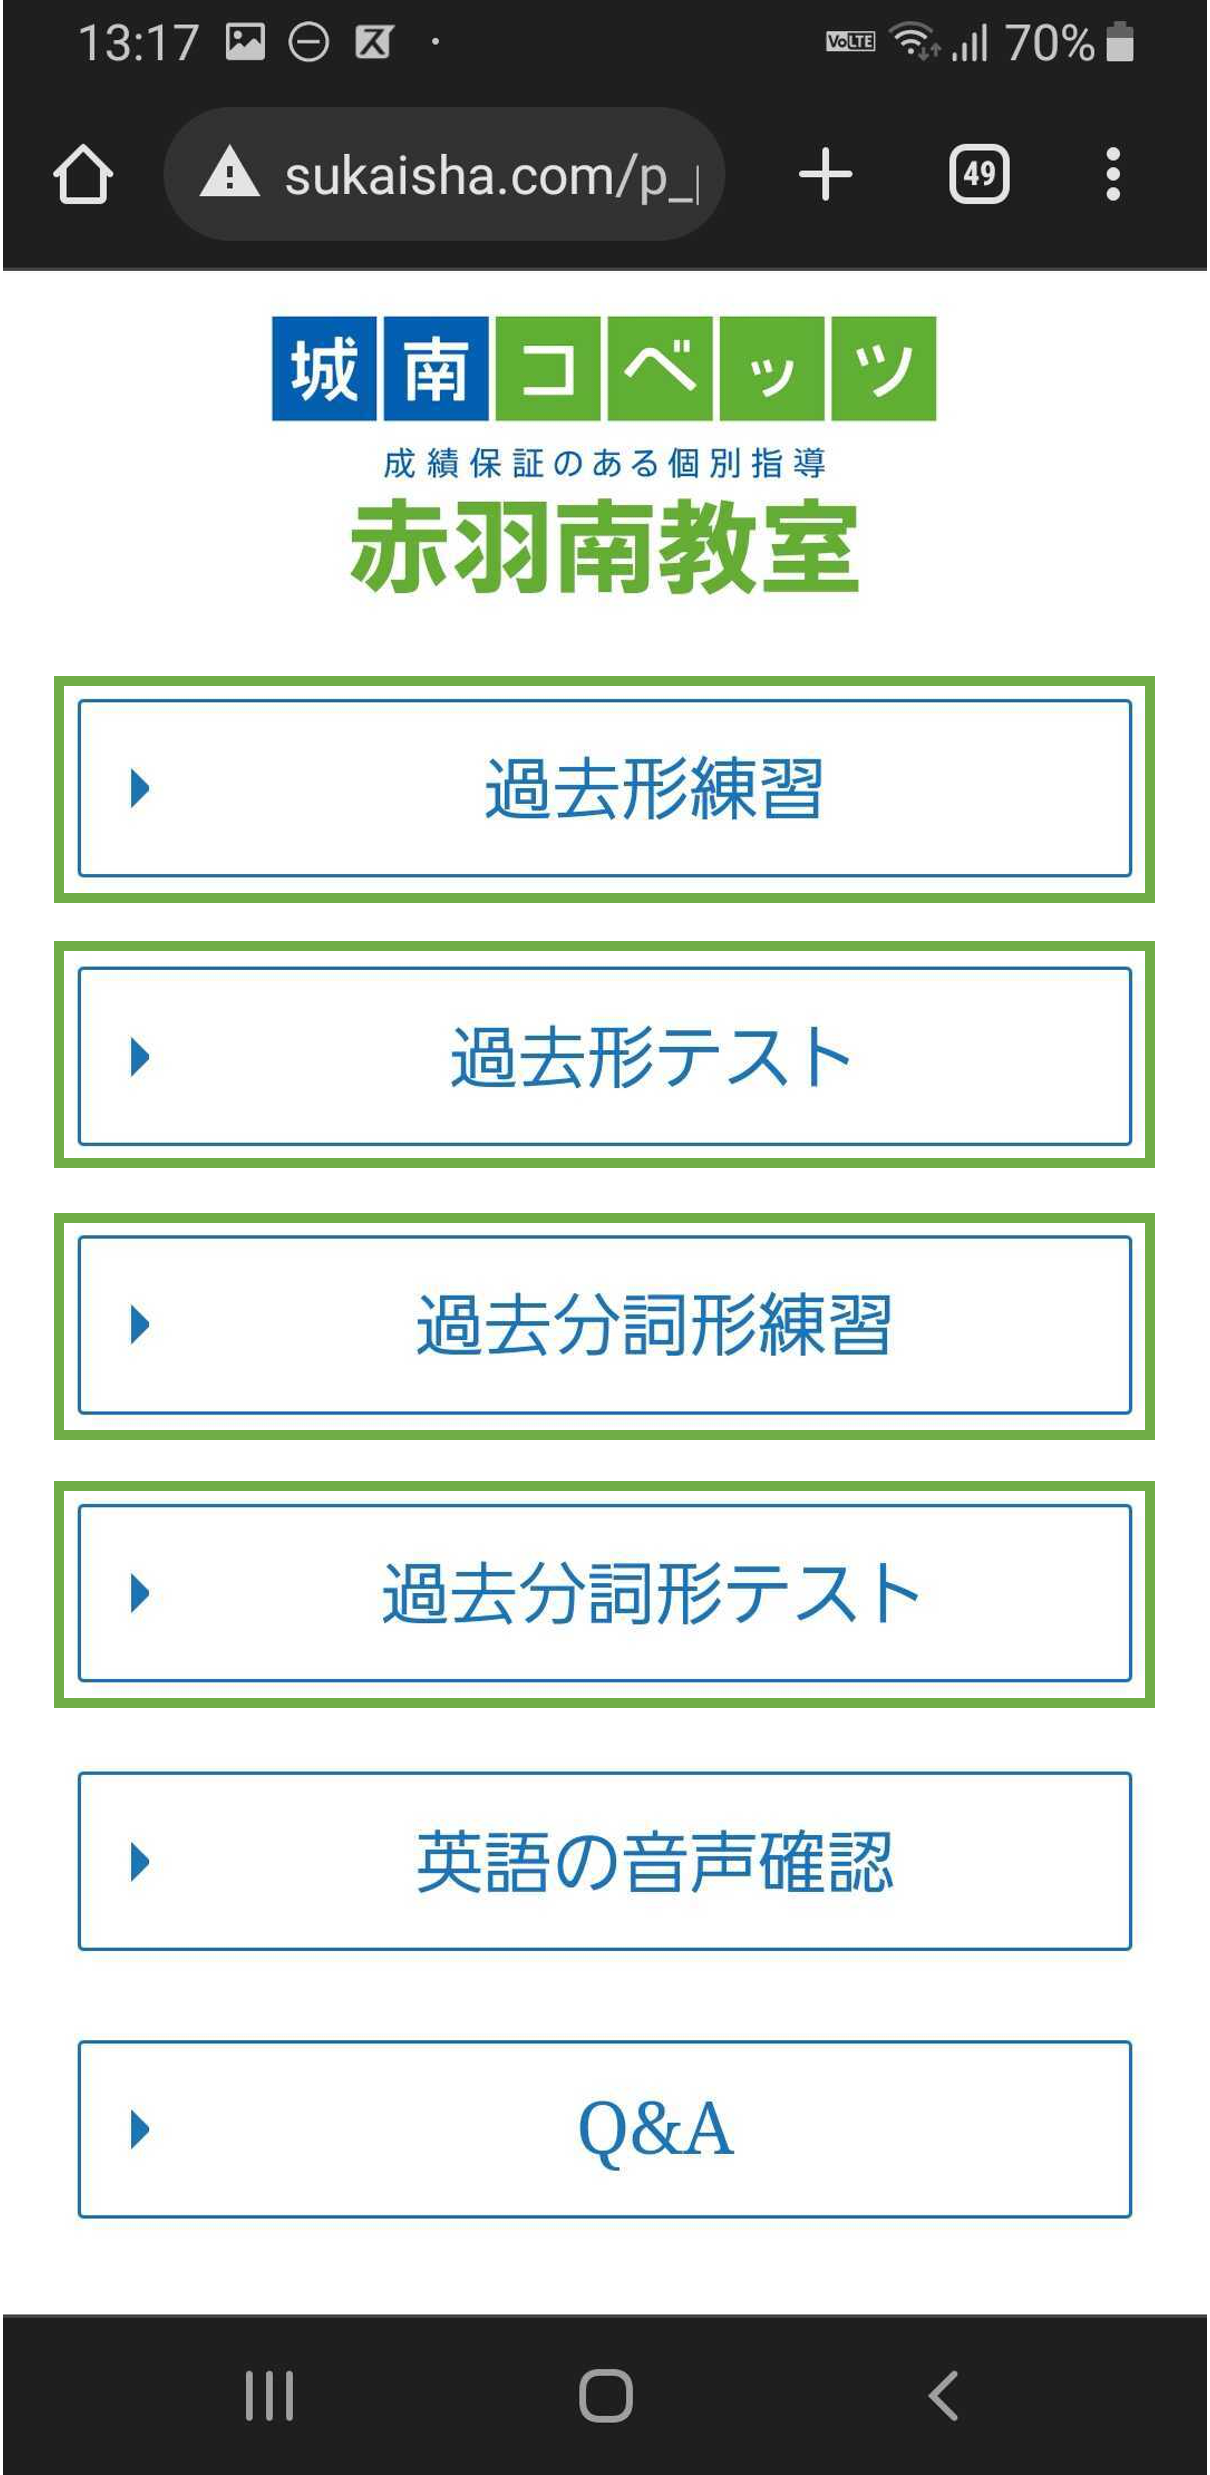 13:17 VoLTE 70%
sukaisha.com/p_ 49
城南コベッツ
成績保証のある個別指導
赤羽南教室
過去形練習
過去形テスト
過去分詞形練習
過去分詞形テスト
英語の音声確認
Q&A